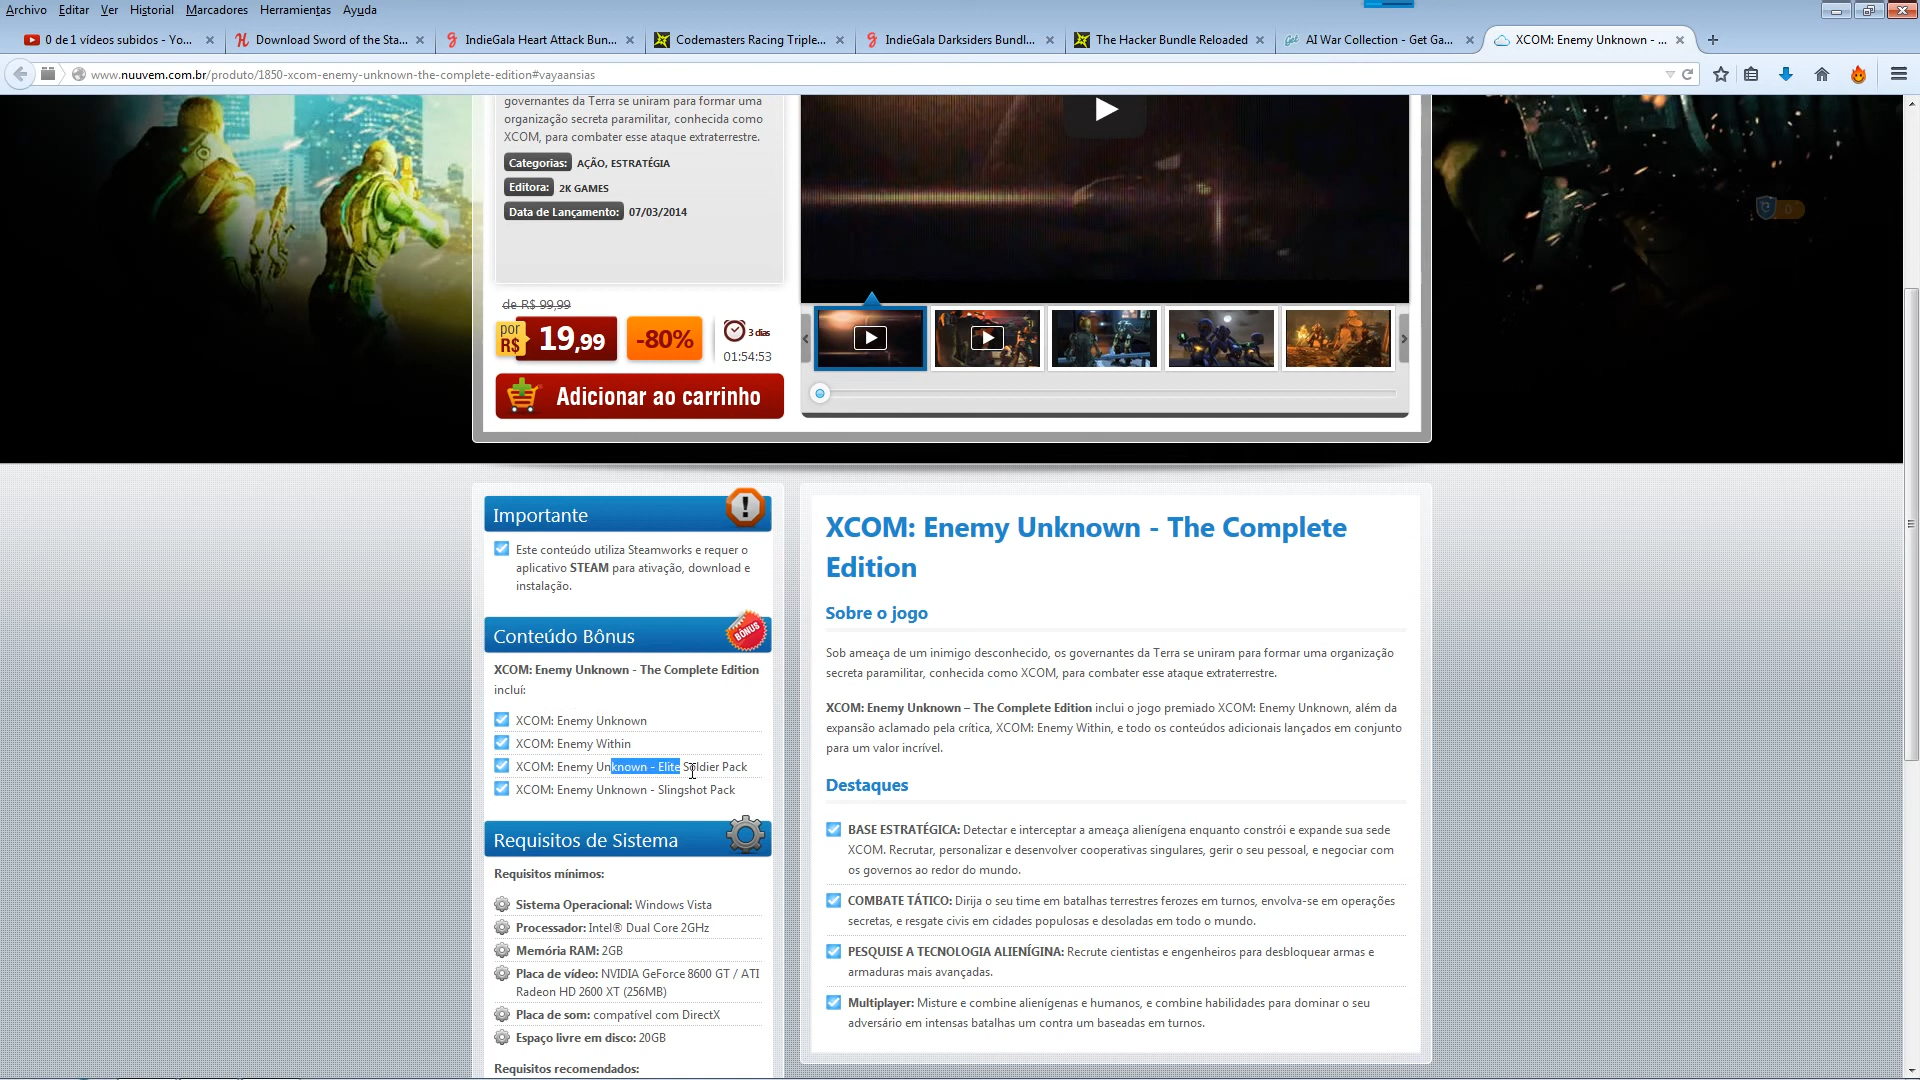 Archivo Editar Ver Historial Marcadores Herramientas Ayuda
0 de 1 vídeos subidos - Yo...
Download Sword of the Sta...
IndieGala Heart Attack Bun...
Codemasters Racing Triple...
IndieGala Darksiders Bundl...
The Hacker Bundle Reloaded
AI War Collection - Get Ga...
XCOM: Enemy Unknown - ...
www.nuuvem.com.br/produto/1850-xcom-enemy-unknown-the-complete-edition#vayaansias
governantes da Terra se uniram para formar uma
organização secreta paramilitar, conhecida como
XCOM, para combater esse ataque extraterrestre.
Categorias: AÇÃO, ESTRATÉGIA
Editora: 2K GAMES
Data de Lançamento: 07/03/2014
0
de R$ 99,99
por R$ 19,99
-80%
3 dias
01:54:53
Adicionar ao carrinho
Importante
Este conteúdo utiliza Steamworks e requer o
aplicativo STEAM para ativação, download e
instalação.
Conteúdo Bônus
BÔNUS
XCOM: Enemy Unknown - The Complete Edition
incluí:
XCOM: Enemy Unknown
XCOM: Enemy Within
XCOM: Enemy Unknown - Elite Soldier Pack
XCOM: Enemy Unknown - Slingshot Pack
Requisitos de Sistema
Requisitos mínimos:
Sistema Operacional: Windows Vista
Processador: Intel® Dual Core 2GHz
Memória RAM: 2GB
Placa de vídeo: NVIDIA GeForce 8600 GT / ATI
Radeon HD 2600 XT (256MB)
Placa de som: compatível com DirectX
Espaço livre em disco: 20GB
Requisitos recomendados:
XCOM: Enemy Unknown - The Complete
Edition
Sobre o jogo
Sob ameaça de um inimigo desconhecido, os governantes da Terra se uniram para formar uma organização
secreta paramilitar, conhecida como XCOM, para combater esse ataque extraterrestre.
XCOM: Enemy Unknown – The Complete Edition inclui o jogo premiado XCOM: Enemy Unknown, além da
expansão aclamado pela crítica, XCOM: Enemy Within, e todo os conteúdos adicionais lançados em conjunto
para um valor incrível.
Destaques
BASE ESTRATÉGICA: Detectar e interceptar a ameaça alienígena enquanto constrói e expande sua sede
XCOM. Recrutar, personalizar e desenvolver cooperativas singulares, gerir o seu pessoal, e negociar com
os governos ao redor do mundo.
COMBATE TÁTICO: Dirija o seu time em batalhas terrestres ferozes em turnos, envolva-se em operações
secretas, e resgate civis em cidades populosas e desoladas em todo o mundo.
PESQUISE A TECNOLOGIA ALIENÍGINA: Recrute cientistas e engenheiros para desbloquear armas e
armaduras mais avançadas.
Multiplayer: Misture e combine alienígenas e humanos, e combine habilidades para dominar o seu
adversário em intensas batalhas um contra um baseadas em turnos.